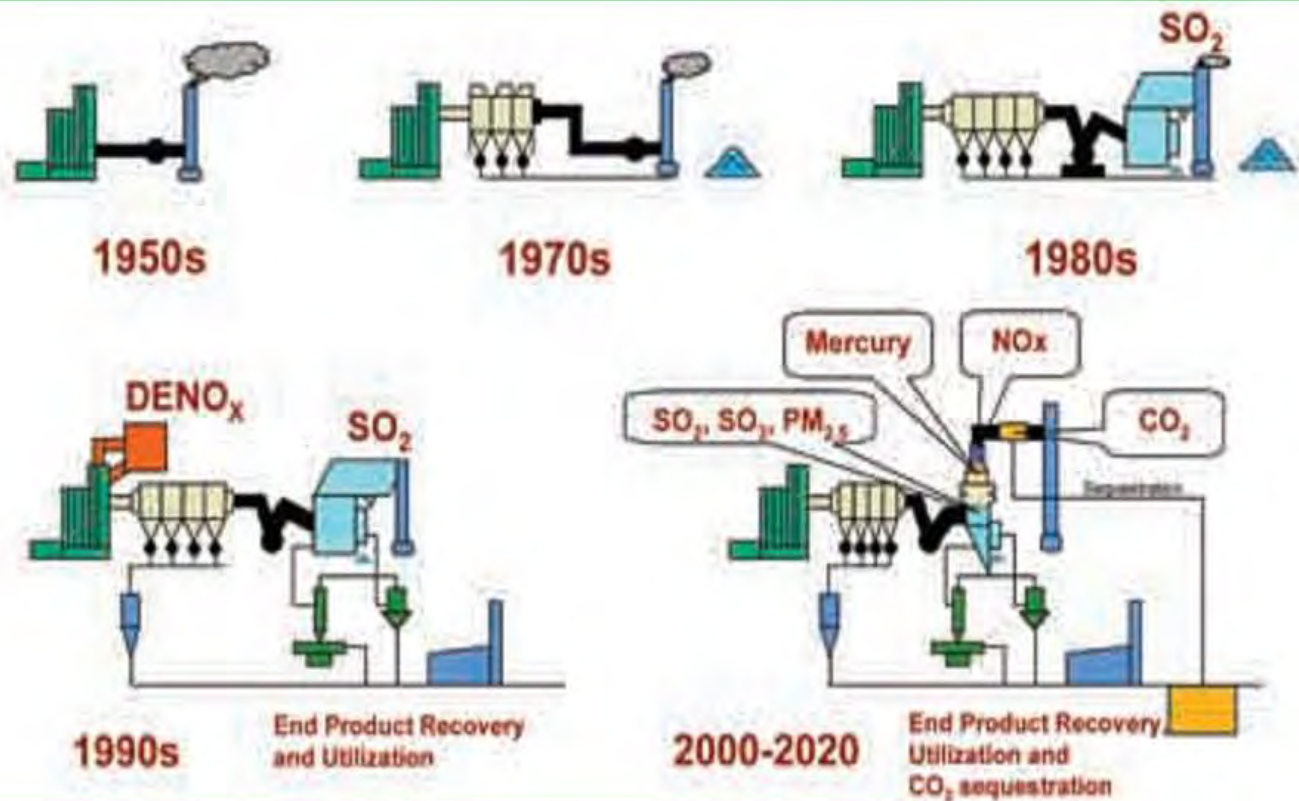 SO₂
1950s
1970s
1980s
Mercury
NOx
DENOₓ
SO₂
SO₂, SO₃, PM₂.₅
CO₂
Sequestration
1990s
End Product Recovery
and Utilization
2000-2020
End Product Recovery
Utilization and
CO₂ sequestration